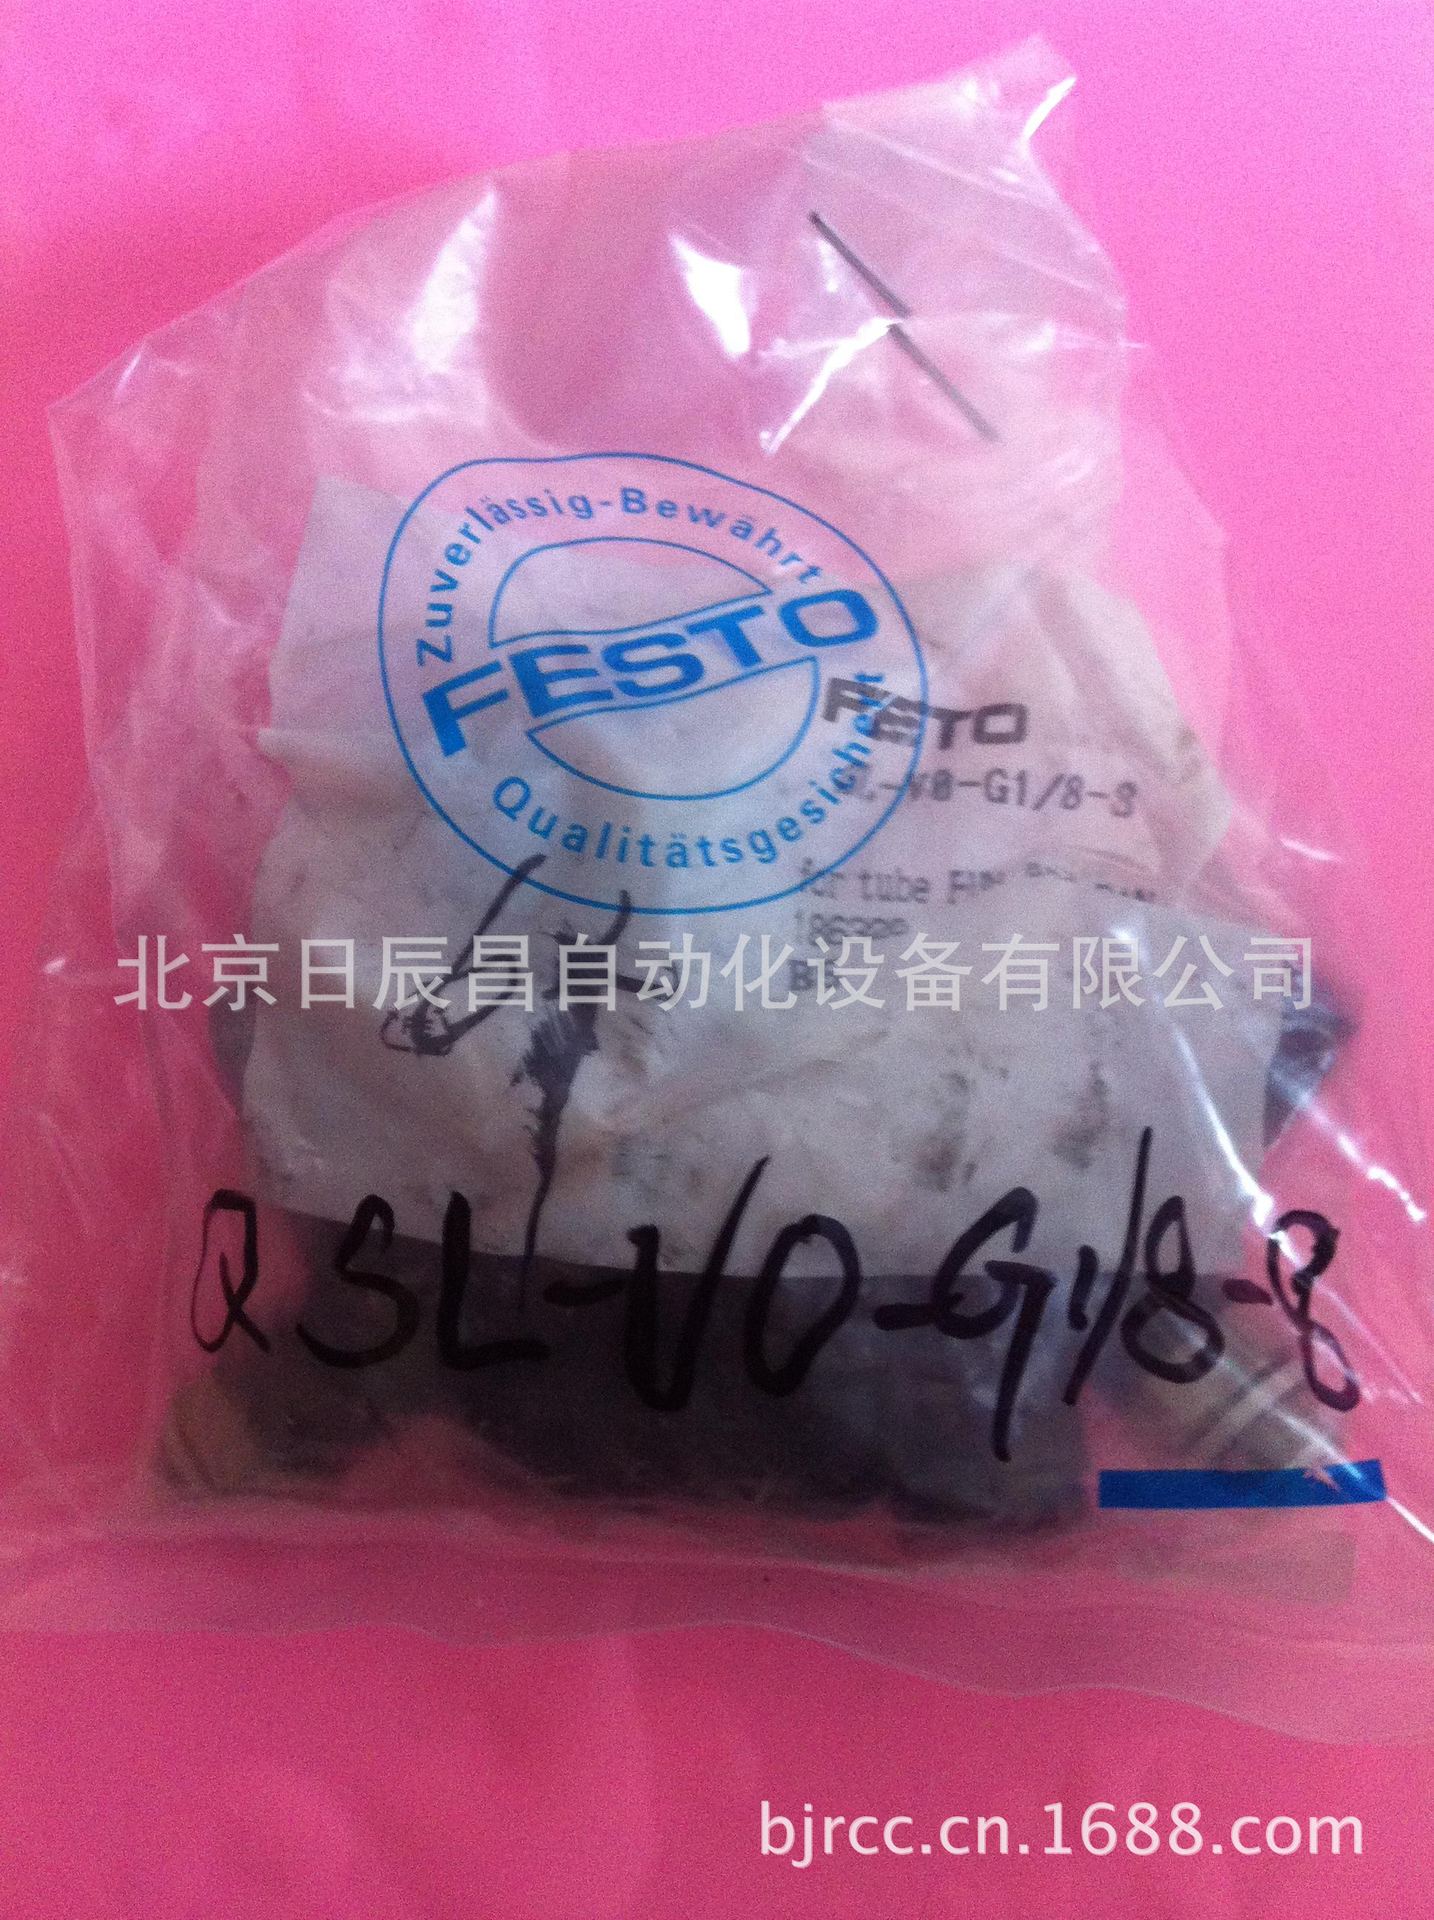 Zuverlässig-Bewährt
FESTO
Qualitätsgesichert
-G1/8-8
for tube
北京日辰昌自动化设备有限公司
QSL-V0-G1/8-8
bjrcc.cn.1688.com